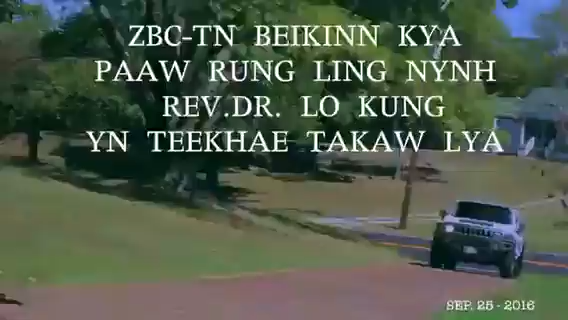 ZBC-TN BEIKINN KYA
PAAW RUNG LING NYNH
REV.DR. LO KUNG
YN TEEKHAE TAKAW LYA
SEP. 25 - 2016